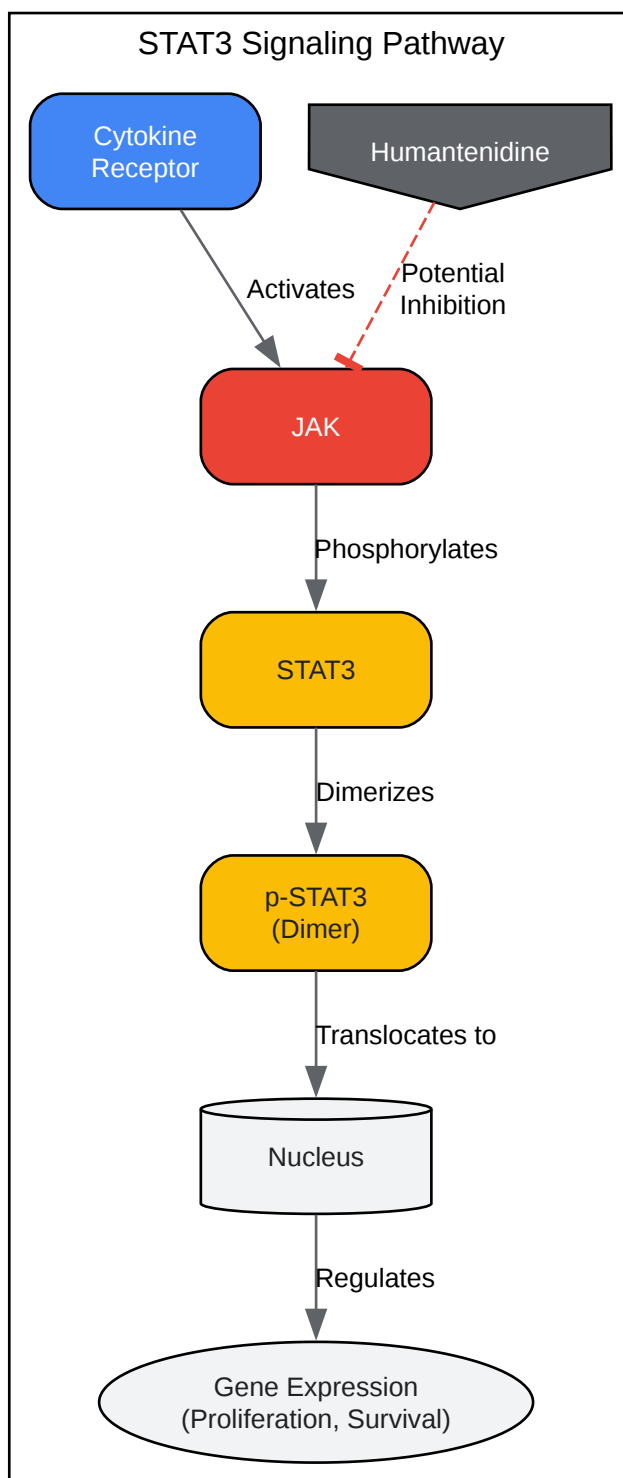 STAT3 Signaling Pathway
Cytokine
Receptor
Humantenidine
Activates
Potential
Inhibition
JAK
Phosphorylates
STAT3
Dimerizes
p-STAT3
(Dimer)
Translocates to
Nucleus
Regulates
Gene Expression
(Proliferation, Survival)